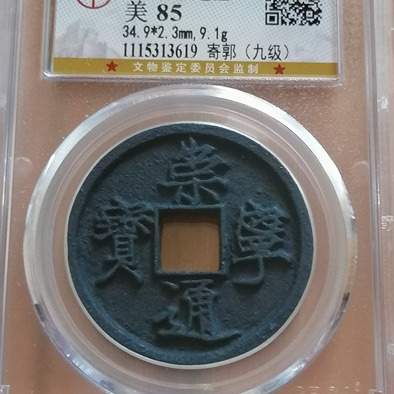 美 85
34.9*2.3mm,9.1g
1115313619 寄郭（九级）
★ 文物鉴定委员会监制 ★
崇寧通寶